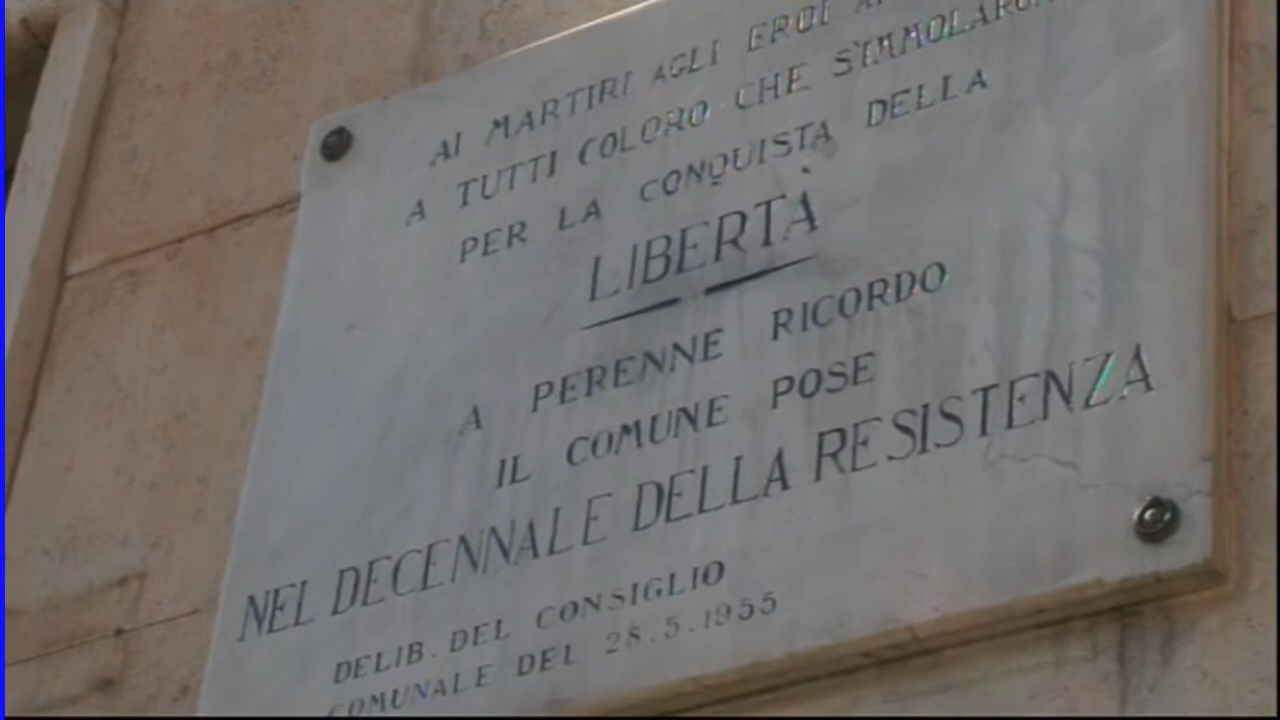 AI MARTIRI AGLI EROI
A TUTTI COLORO CHE S'IMMOLARONO
PER LA CONQUISTA DELLA
LIBERTÀ
A PERENNE RICORDO
IL COMUNE POSE
NEL DECENNALE DELLA RESISTENZA
DELIB. DEL CONSIGLIO
COMUNALE DEL 28.5.1955